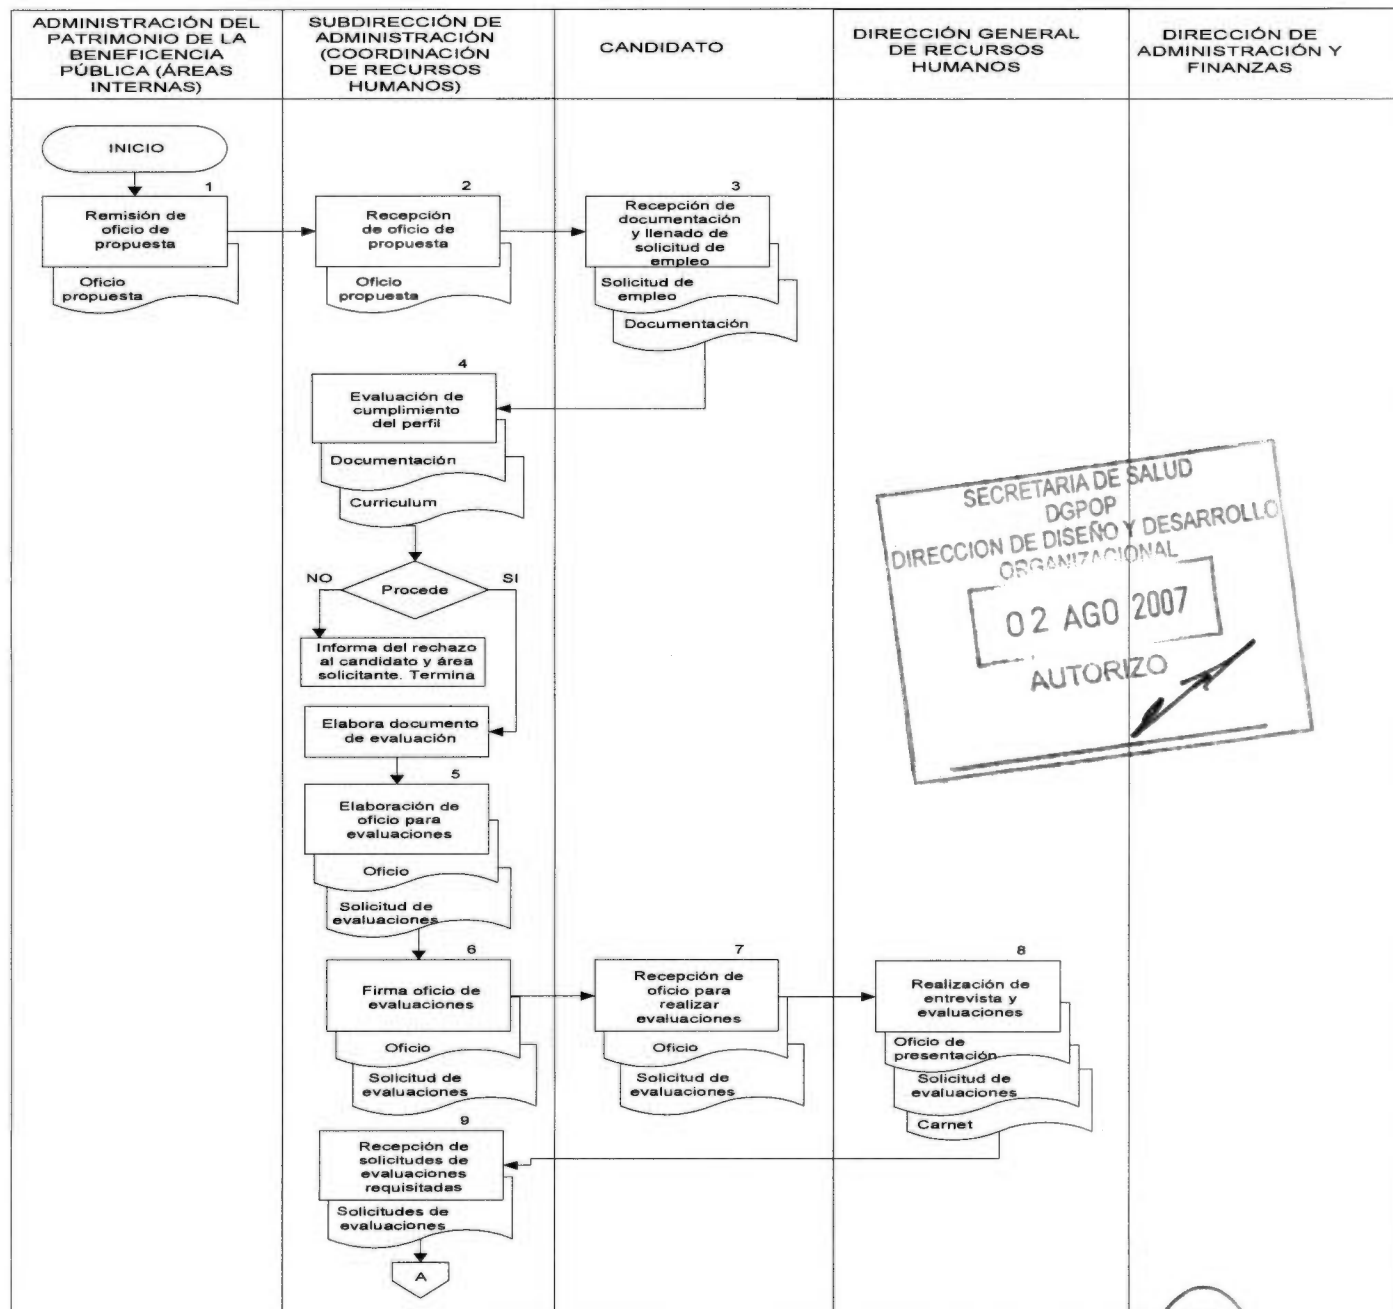 ADMINISTRACIÓN DEL
PATRIMONIO DE LA
BENEFICENCIA
PÚBLICA (ÁREAS
INTERNAS)
SUBDIRECCIÓN DE
ADMINISTRACIÓN
(COORDINACIÓN
DE RECURSOS
HUMANOS)
CANDIDATO
DIRECCIÓN GENERAL
DE RECURSOS
HUMANOS
DIRECCIÓN DE
ADMINISTRACIÓN Y
FINANZAS
INICIO
1
Remisión de
oficio de
propuesta
Oficio
propuesta
2
Recepción
de oficio de
propuesta
Oficio
propuesta
3
Recepción de
documentación
y llenado de
solicitud de
empleo
Solicitud de
empleo
Documentación
4
Evaluación de
cumplimiento
del perfil
Documentación
Curriculum
NO
Procede
SI
Informa del rechazo
al candidato y área
solicitante. Termina
Elabora documento
de evaluación
5
Elaboración de
oficio para
evaluaciones
Oficio
Solicitud de
evaluaciones
6
Firma oficio de
evaluaciones
Oficio
Solicitud de
evaluaciones
7
Recepción de
oficio para
realizar
evaluaciones
Oficio
Solicitud de
evaluaciones
8
Realización de
entrevista y
evaluaciones
Oficio de
presentación
Solicitud de
evaluaciones
Carnet
9
Recepción de
solicitudes de
evaluaciones
requisitadas
Solicitudes de
evaluaciones
A
SECRETARIA DE SALUD
DGPOP
DIRECCION DE DISEÑO Y DESARROLLO
ORGANIZACIONAL
02 AGO 2007
AUTORIZO